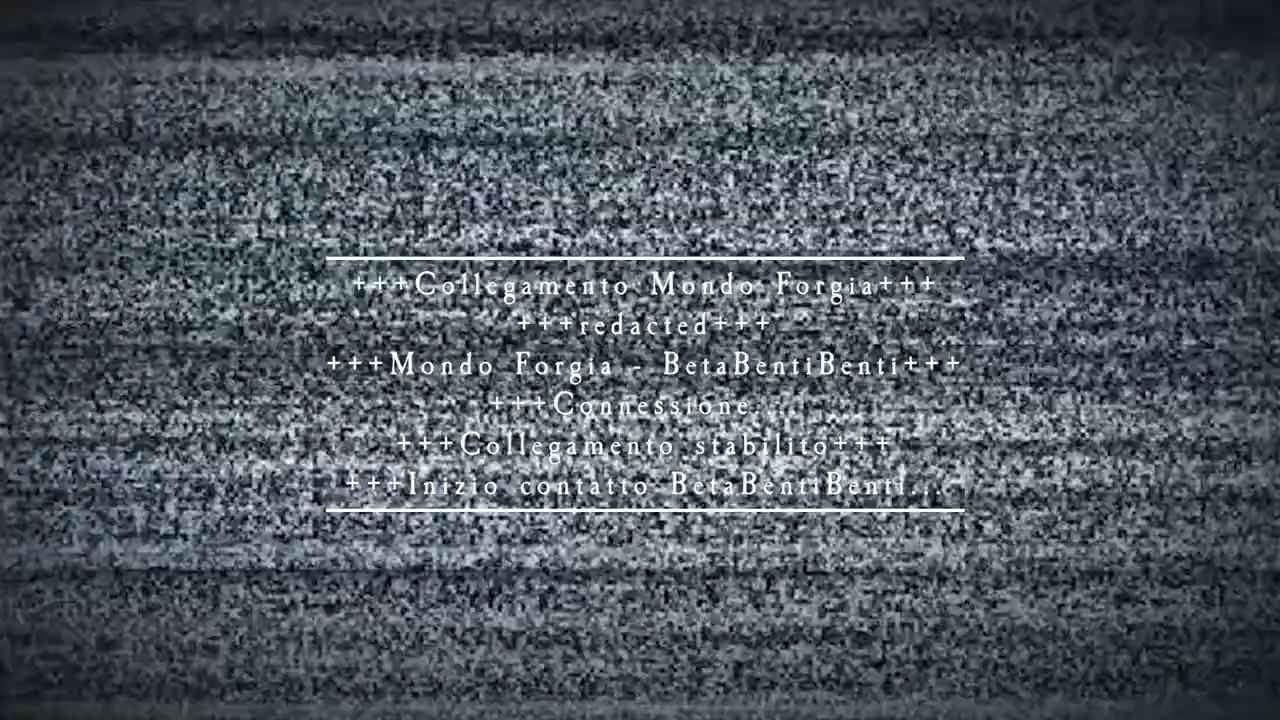 +++Collegamento Mondo Forgia+++
+++redacted+++
+++Mondo Forgia - BetaBentiBenti+++
+++Connessione....
+++Collegamento stabilito+++
+++Inizio contatto BetaBentiBenti...